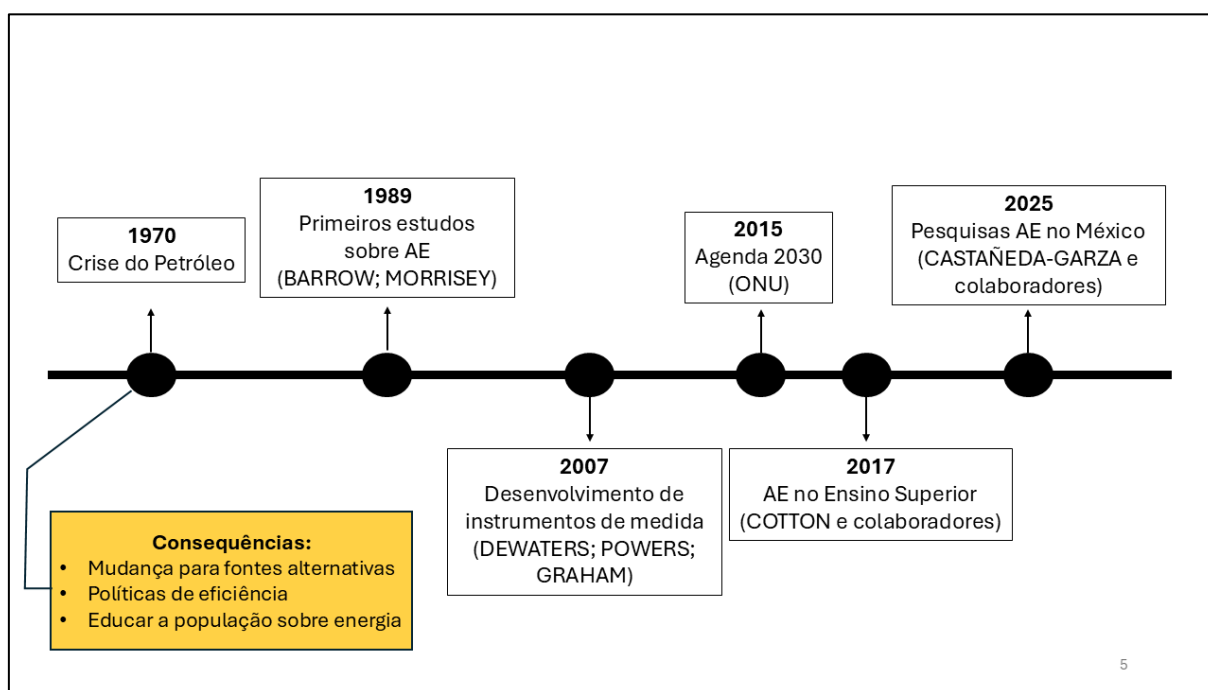 1970
Crise do Petróleo
1989
Primeiros estudos
sobre AE
(BARROW; MORRISEY)
2015
Agenda 2030
(ONU)
2025
Pesquisas AE no México
(CASTAÑEDA-GARZA e
colaboradores)
2007
Desenvolvimento de
instrumentos de medida
(DEWATERS; POWERS;
GRAHAM)
2017
AE no Ensino Superior
(COTTON e colaboradores)
Consequências:
• Mudança para fontes alternativas
• Políticas de eficiência
• Educar a população sobre energia
5